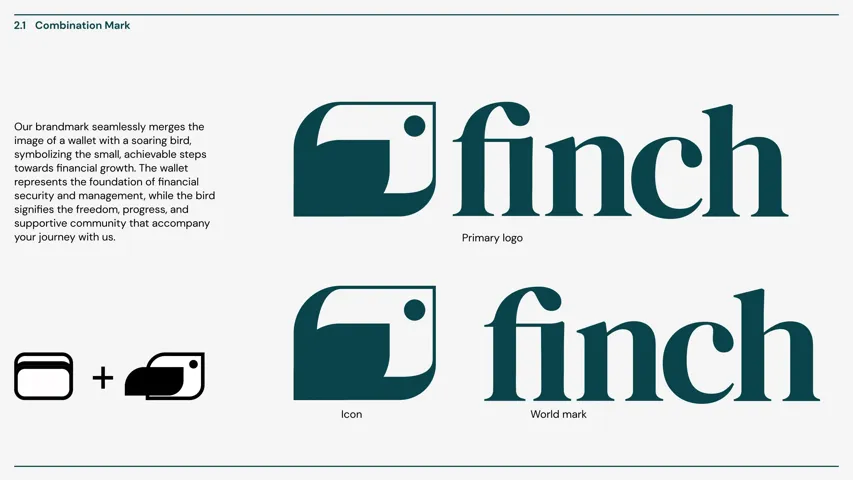 2.1 Combination Mark
Our brandmark seamlessly merges the
image of a wallet with a soaring bird,
symbolizing the small, achievable steps
towards financial growth. The wallet
represents the foundation of financial
security and management, while the bird
signifies the freedom, progress, and
supportive community that accompany
your journey with us.
finch
Primary logo
+
Icon
finch
World mark